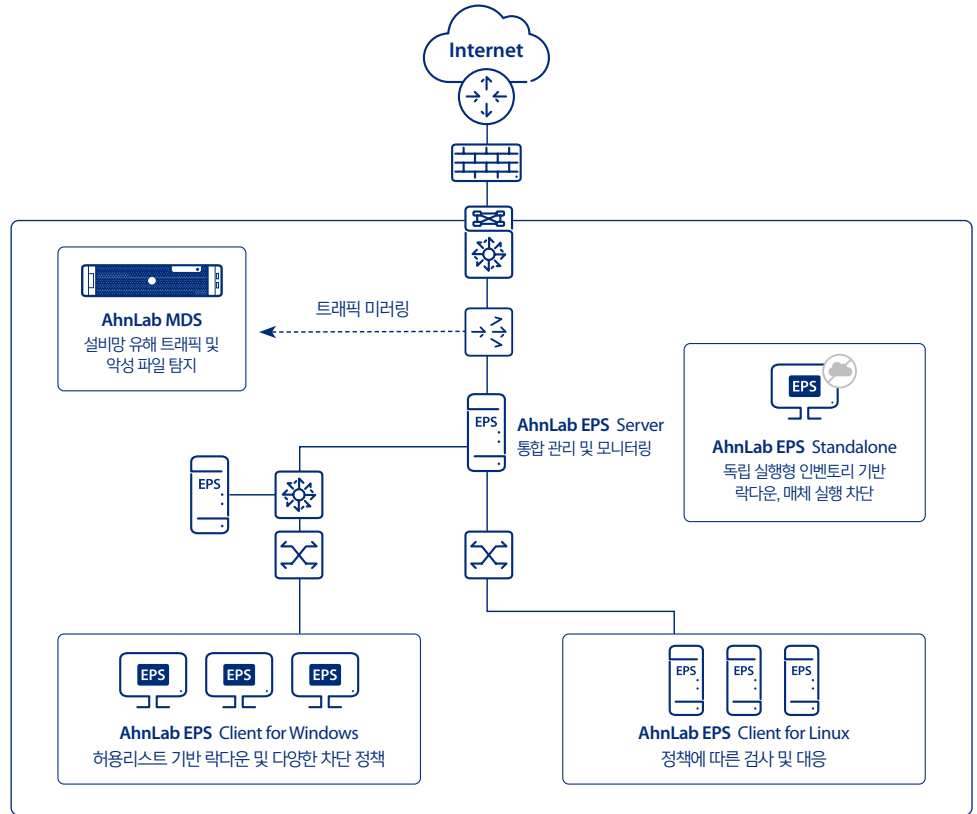 Internet
AhnLab MDS
설비망 유해 트래픽 및
악성 파일 탐지
트래픽 미러링
EPS
AhnLab EPS Server
통합 관리 및 모니터링
EPS
AhnLab EPS Standalone
독립 실행형 인벤토리 기반
락다운, 매체 실행 차단
EPS
EPS EPS EPS
AhnLab EPS Client for Windows
허용리스트 기반 락다운 및 다양한 차단 정책
EPS EPS EPS
AhnLab EPS Client for Linux
정책에 따른 검사 및 대응